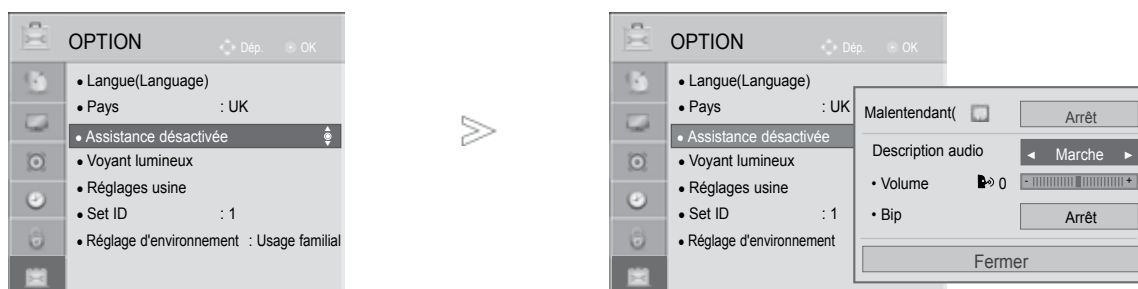 OPTION
Dép. OK
• Langue(Language)
• Pays : UK
• Assistance désactivée
• Voyant lumineux
• Réglages usine
• Set ID : 1
• Réglage d'environnement : Usage familial
OPTION
Dép. OK
• Langue(Language)
• Pays : UK
• Assistance désactivée
• Voyant lumineux
• Réglages usine
• Set ID : 1
• Réglage d'environnement
Malentendant( Arrêt
Description audio ◄ Marche ►
• Volume 0 - +
• Bip Arrêt
Fermer